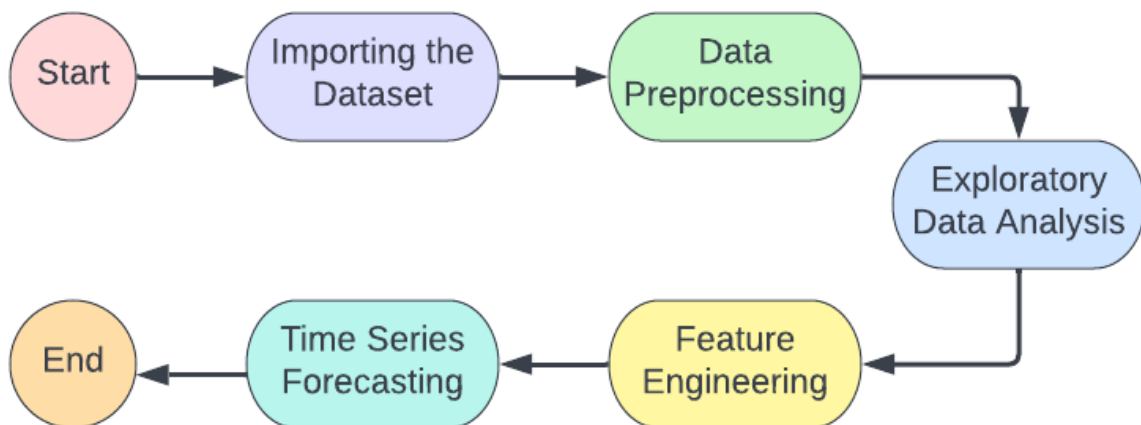 Start
Importing the
Dataset
Data
Preprocessing
Exploratory
Data Analysis
Feature
Engineering
Time Series
Forecasting
End